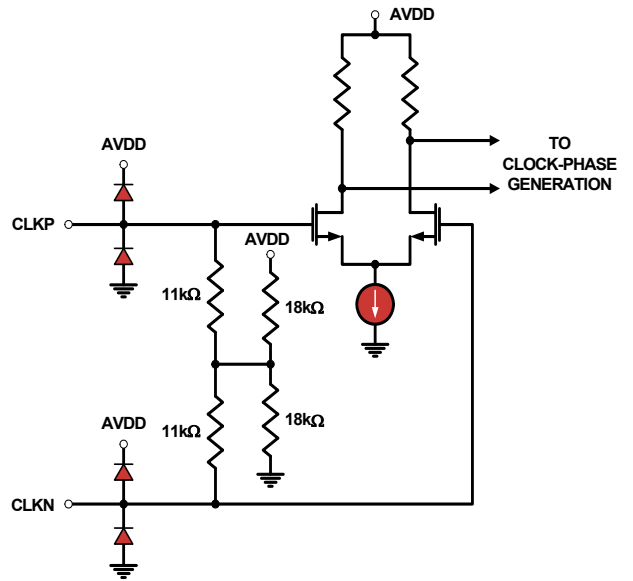 AVDD
AVDD
TO
CLOCK-PHASE
GENERATION
CLKP
AVDD
11kΩ
18kΩ
11kΩ
18kΩ
AVDD
CLKN